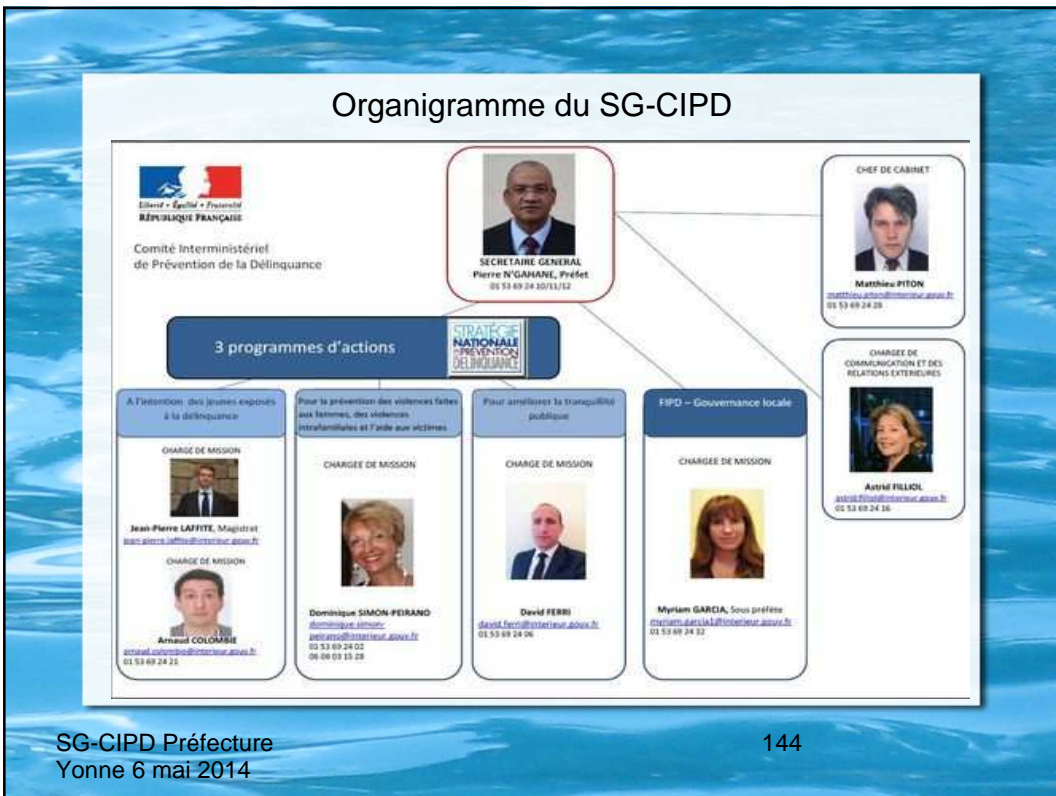 Organigramme du SG-CIPD
Liberté • Égalité • Fraternité
RÉPUBLIQUE FRANÇAISE
Comité Interministériel
de Prévention de la Délinquance
SECRETAIRE GENERAL
Pierre N'GAHANE, Préfet
01 53 69 24 10/11/12
CHEF DE CABINET
Matthieu PITON
matthieu.piton@interieur.gouv.fr
01 53 69 24 28
3 programmes d'actions
STRATÉGIE
NATIONALE
DE PRÉVENTION
DÉLINQUANCE
CHARGEE DE
COMMUNICATION ET DES
RELATIONS EXTERIEURES
Astrid FILLIOL
astrid.filliol@interieur.gouv.fr
01 53 69 24 16
A l'intention des jeunes exposés
à la délinquance
CHARGE DE MISSION
Jean-Pierre LAFFITE, Magistrat
jean-pierre.laffite@interieur.gouv.fr
CHARGE DE MISSION
Arnaud COLOMBIE
arnaud.colombie@interieur.gouv.fr
01 53 69 24 21
Pour la prévention des violences faites
aux femmes, des violences
intrafamiliales et l'aide aux victimes
CHARGEE DE MISSION
Dominique SIMON-PEIRANO
dominique.simon-
peirano@interieur.gouv.fr
01 53 69 24 02
06 08 03 15 28
Pour améliorer la tranquillité
publique
CHARGE DE MISSION
David FERRI
david.ferri@interieur.gouv.fr
01 53 69 24 06
FIPD – Gouvernance locale
CHARGEE DE MISSION
Myriam GARCIA, Sous préfète
myriam.garcia1@interieur.gouv.fr
01 53 69 24 32
SG-CIPD Préfecture
Yonne 6 mai 2014
144